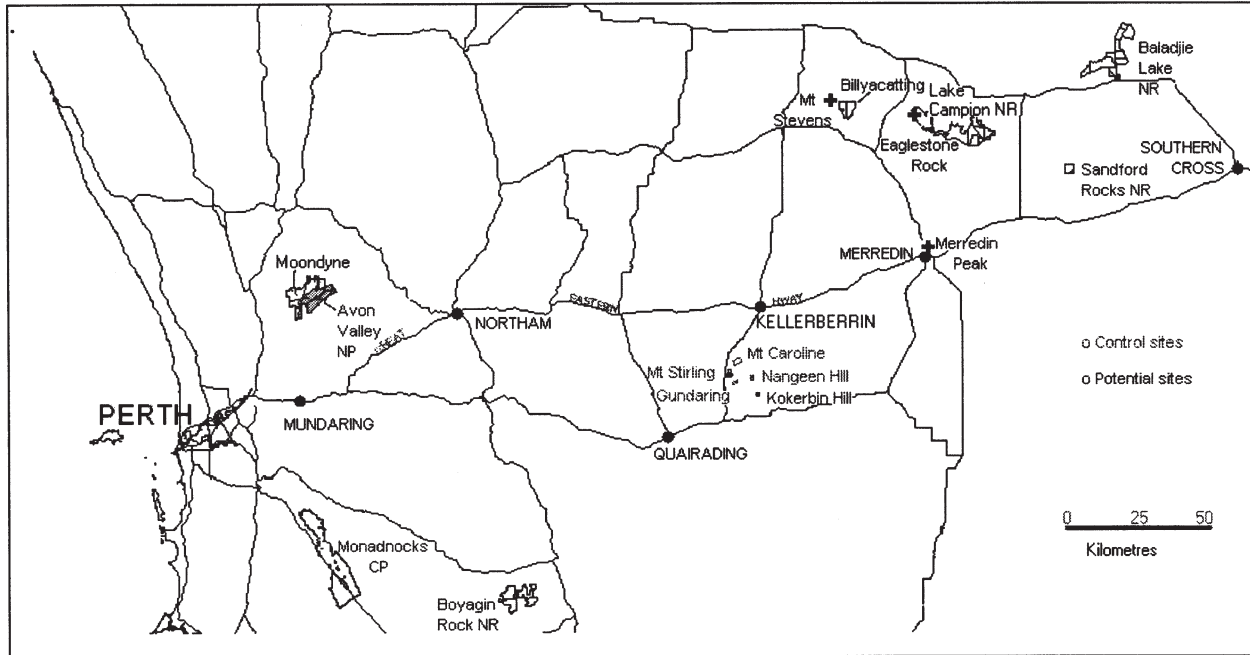 Baladjie
Lake
NR
Billyacatting
Mt
Stevens
Lake
Campion NR
Eaglestone
Rock
SOUTHERN
CROSS
Sandford
Rocks NR
Moondyne
Avon
Valley
NP
MERREDIN
Merredin
Peak
GREAT
EASTERN
HWAY
NORTHAM
KELLERBERRIN
Control sites
Mt Caroline
Mt Stirling
Nangeen Hill
Gundaring
Kokerbin Hill
Potential sites
PERTH
MUNDARING
QUAIRADING
0 25 50
Kilometres
Monadnocks
CP
Boyagin
Rock NR